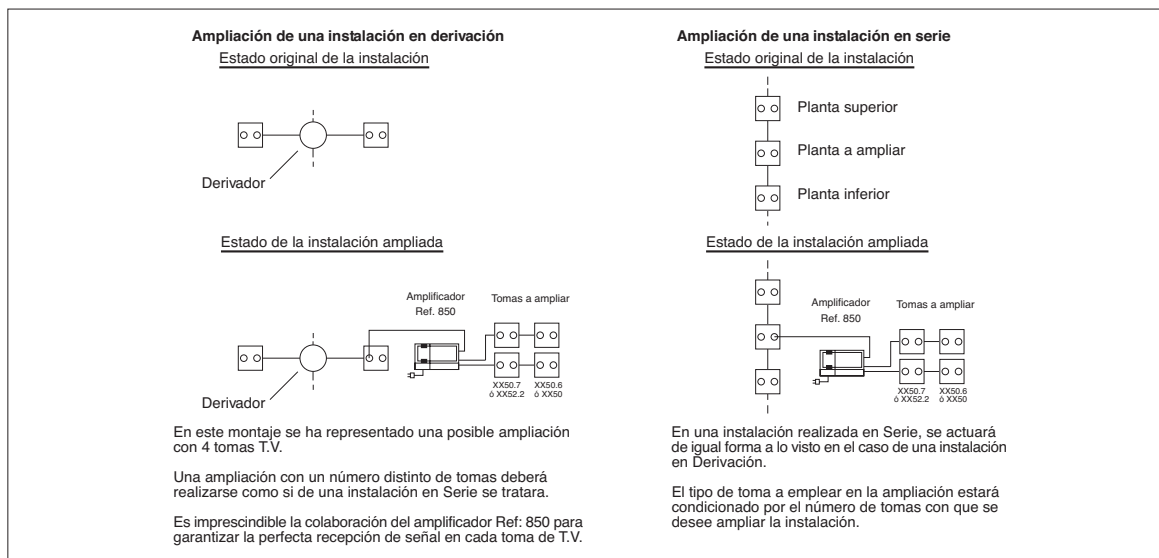 Ampliación de una instalación en derivación
Estado original de la instalación
Derivador
Estado de la instalación ampliada
Amplificador
Ref. 850
Tomas a ampliar
XX50.7
ó XX52.2
XX50.6
ó XX50
Derivador
En este montaje se ha representado una posible ampliación
con 4 tomas T.V.
Una ampliación con un número distinto de tomas deberá
realizarse como si de una instalación en Serie se tratara.
Es imprescindible la colaboración del amplificador Ref: 850 para
garantizar la perfecta recepción de señal en cada toma de T.V.
Ampliación de una instalación en serie
Estado original de la instalación
Planta superior
Planta a ampliar
Planta inferior
Estado de la instalación ampliada
Amplificador
Ref. 850
Tomas a ampliar
XX50.7
ó XX52.2
XX50.6
ó XX50
En una instalación realizada en Serie, se actuará
de igual forma a lo visto en el caso de una instalación
en Derivación.
El tipo de toma a emplear en la ampliación estará
condicionado por el número de tomas con que se
desee ampliar la instalación.